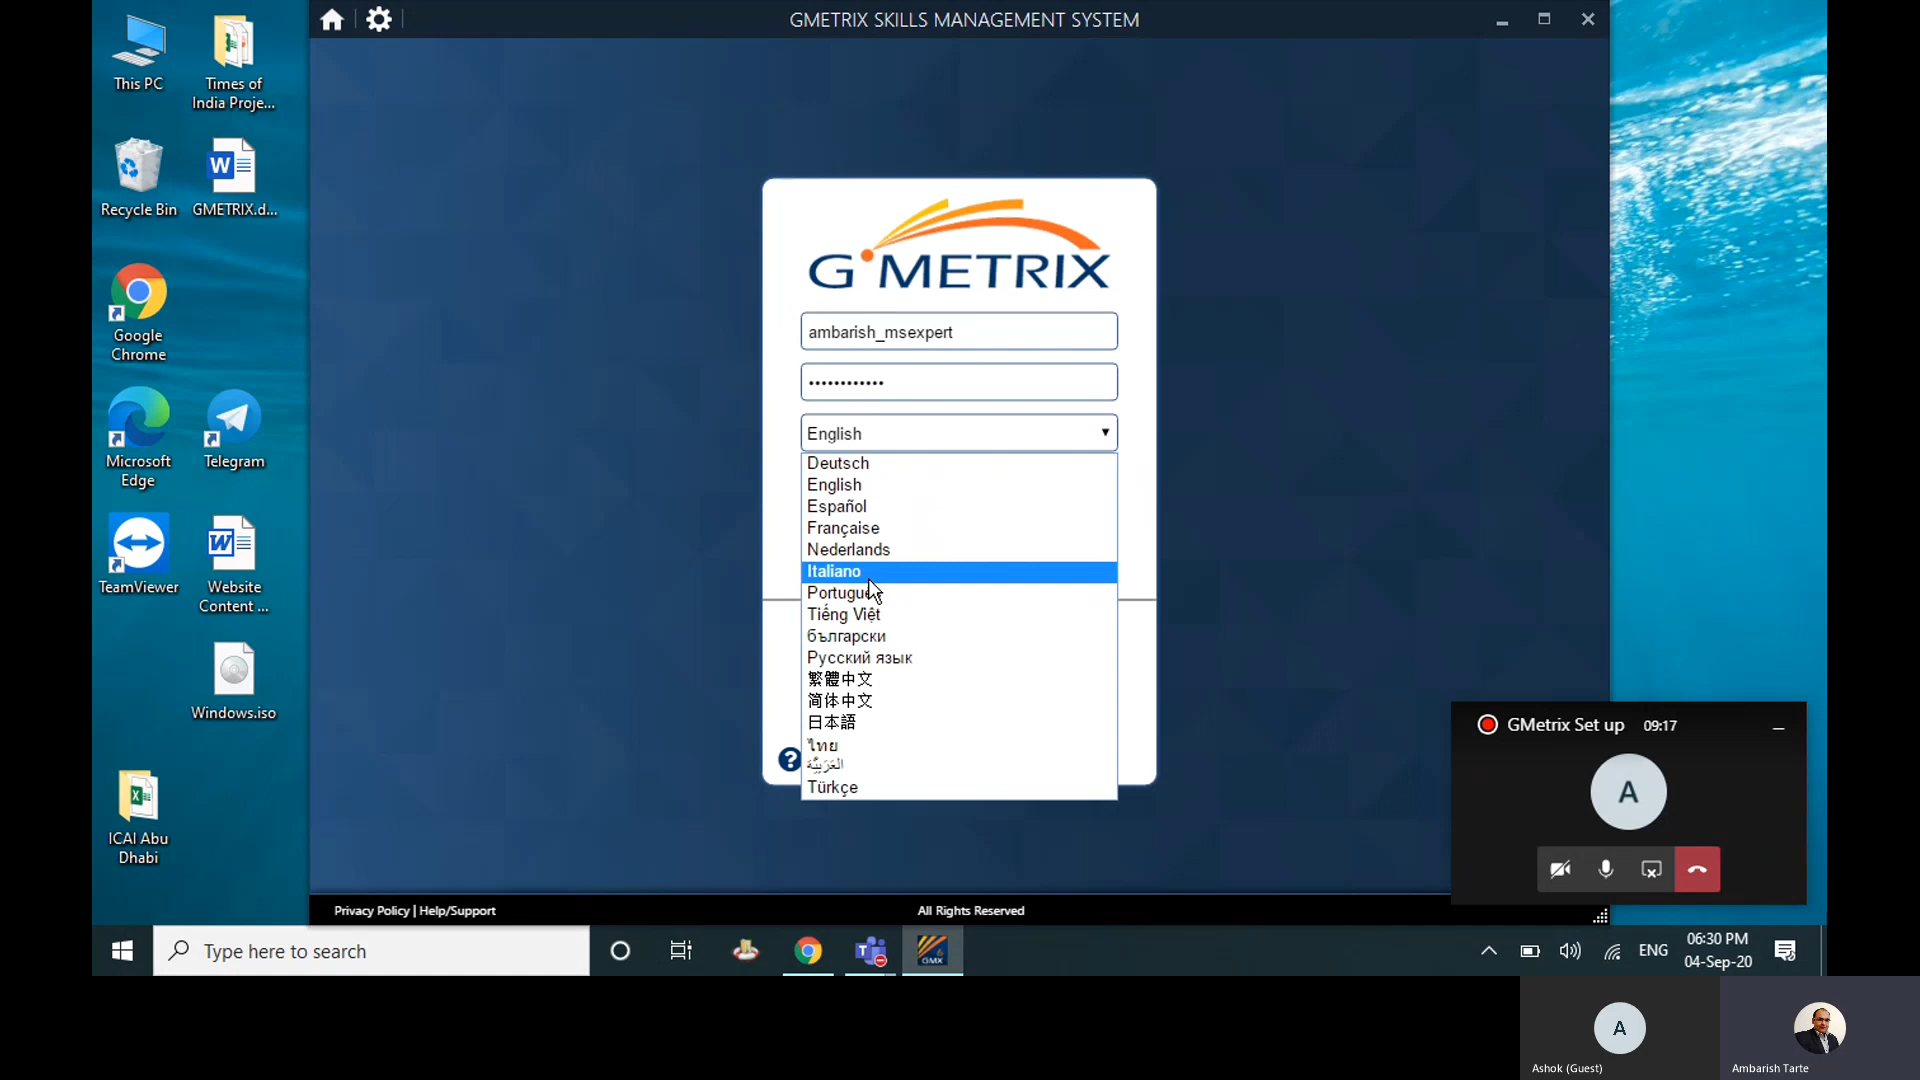 GMETRIX SKILLS MANAGEMENT SYSTEM
This PC
Times of
India Proje...
Recycle Bin
GMETRIX.d...
Google
Chrome
Microsoft
Edge
Telegram
TeamViewer
Website
Content ...
Windows.iso
ICAI Abu
Dhabi
G METRIX
ambarish_msexpert
English
Deutsch
English
Español
Française
Nederlands
Italiano
Tiếng Việt
български
Русский язык
繁體中文
简体中文
日本語
ไทย
العَرَبِيَّة
Türkçe
GMetrix Set up 09:17
A
Privacy Policy | Help/Support
All Rights Reserved
Type here to search
GMX
ENG
06:30 PM
04-Sep-20
A
Ashok (Guest)
Ambarish Tarte